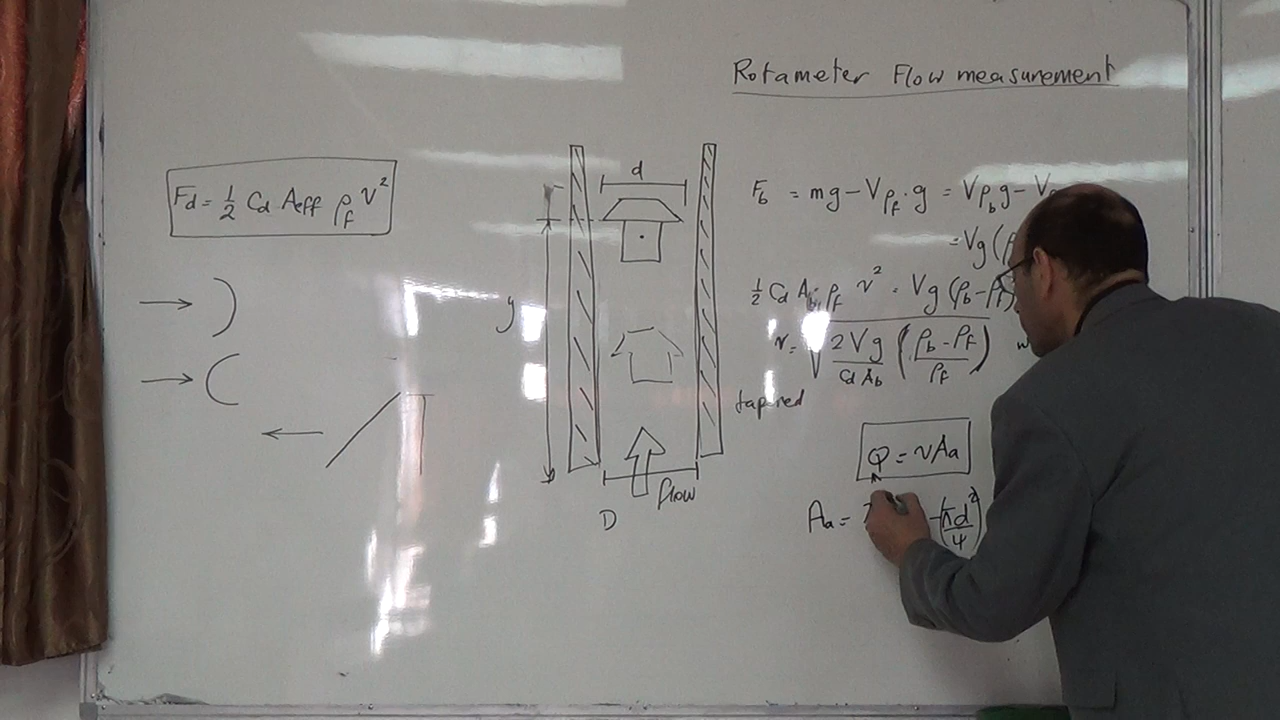 Rotameter Flow measurement
Fd = 1/2 Cd Aeff ρf v²
d
Fb = mg - Vρf·g = Vρb g -
= Vg(
1/2 Cd Ab ρf v² = Vg(ρb - ρf)
v = √(2Vg/(Cd Ab) ((ρb - ρf)/ρf))
y
tapered
Q = vAa
flow
D
Aa = - (πd²/4)